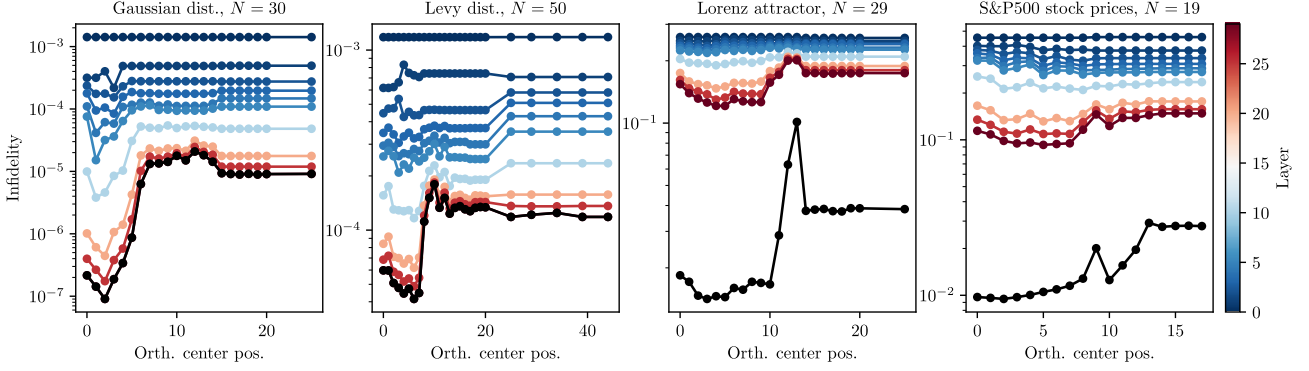 Gaussian dist., N = 30
Levy dist., N = 50
Lorenz attractor, N = 29
S&P500 stock prices, N = 19
Infidelity
10⁻³
10⁻⁴
10⁻⁵
10⁻⁶
10⁻⁷
0 10 20
Orth. center pos.
10⁻³
10⁻⁴
0 20 40
Orth. center pos.
10⁻¹
0 10 20
Orth. center pos.
10⁻¹
10⁻²
0 5 10 15
Orth. center pos.
25
20
15
10
5
0
Layer